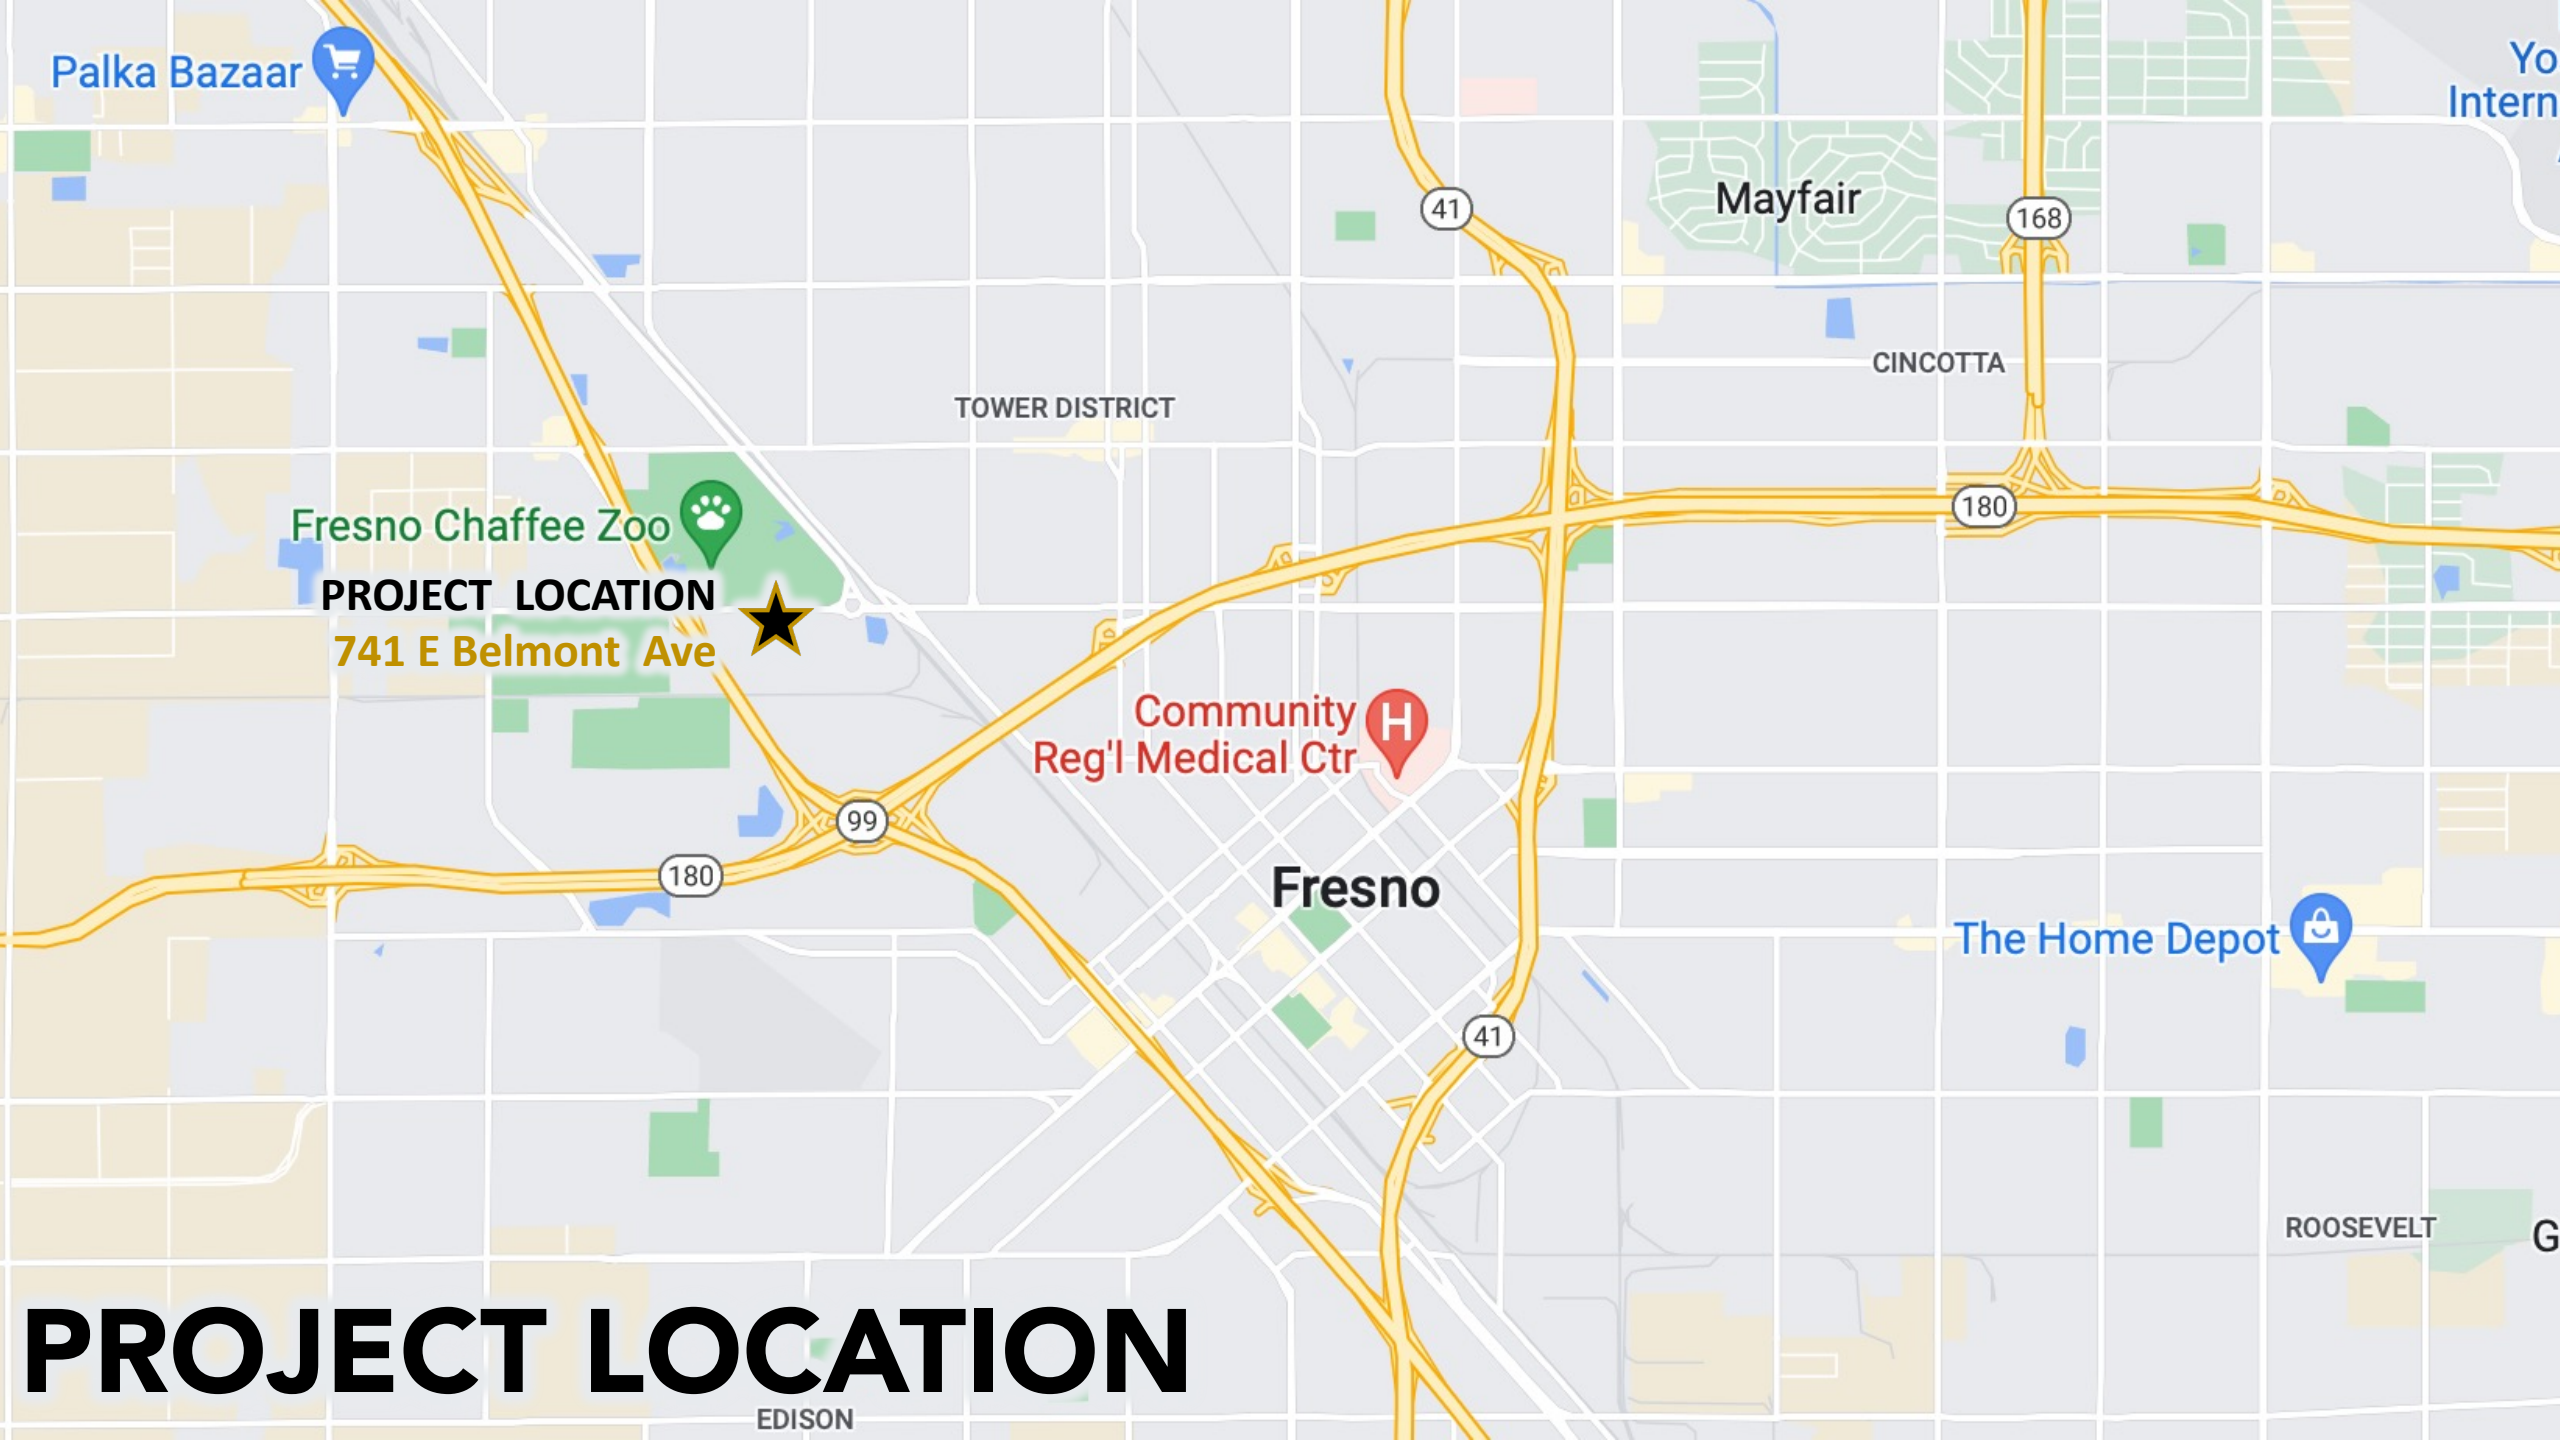 Palka Bazaar
Yo
Intern
41
Mayfair
168
CINCOTTA
TOWER DISTRICT
180
Fresno Chaffee Zoo
PROJECT LOCATION
741 E Belmont Ave
Community
Reg'l Medical Ctr
H
99
180
Fresno
The Home Depot
41
ROOSEVELT
G
PROJECT LOCATION
EDISON